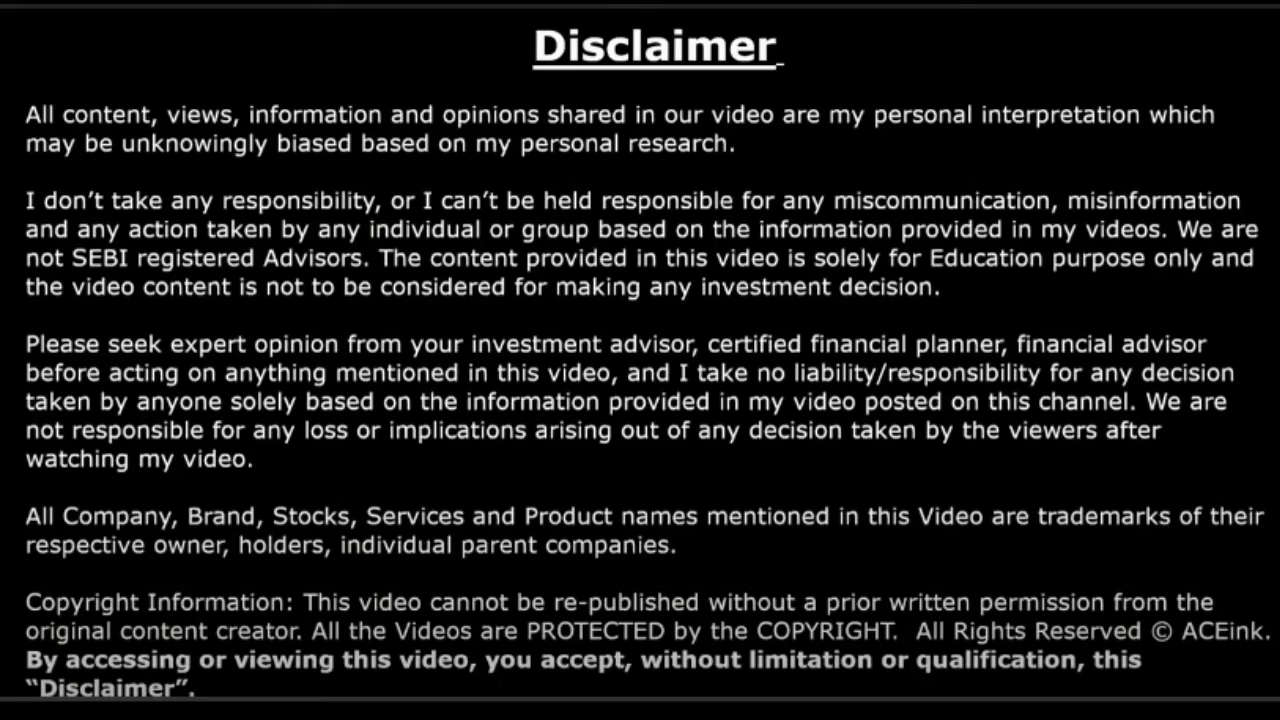 Disclaimer
All content, views, information and opinions shared in our video are my personal interpretation which
may be unknowingly biased based on my personal research.
I don’t take any responsibility, or I can’t be held responsible for any miscommunication, misinformation
and any action taken by any individual or group based on the information provided in my videos. We are
not SEBI registered Advisors. The content provided in this video is solely for Education purpose only and
the video content is not to be considered for making any investment decision.
Please seek expert opinion from your investment advisor, certified financial planner, financial advisor
before acting on anything mentioned in this video, and I take no liability/responsibility for any decision
taken by anyone solely based on the information provided in my video posted on this channel. We are
not responsible for any loss or implications arising out of any decision taken by the viewers after
watching my video.
All Company, Brand, Stocks, Services and Product names mentioned in this Video are trademarks of their
respective owner, holders, individual parent companies.
Copyright Information: This video cannot be re-published without a prior written permission from the
original content creator. All the Videos are PROTECTED by the COPYRIGHT.  All Rights Reserved © ACEink.
By accessing or viewing this video, you accept, without limitation or qualification, this
“Disclaimer”.